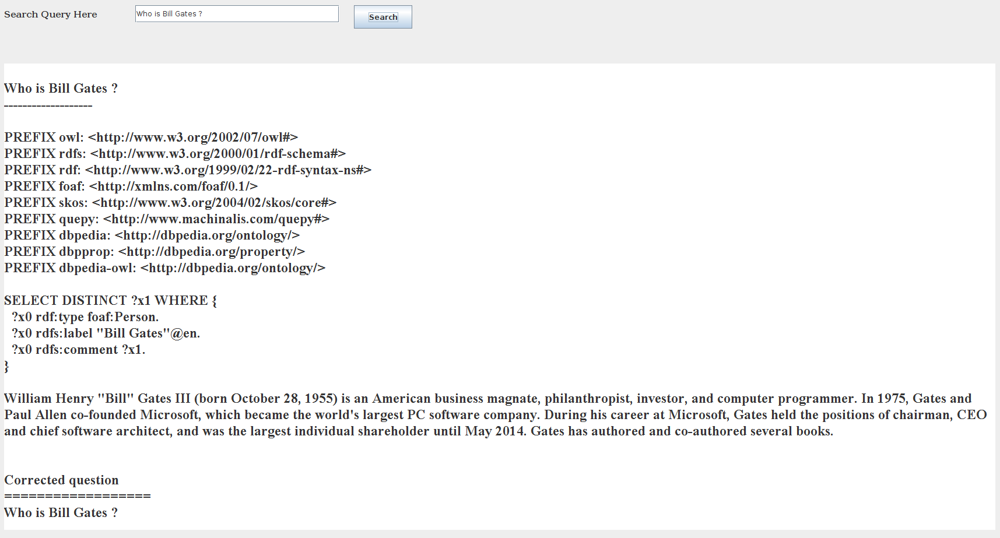 Search Query Here
Who is Bill Gates ?
Search
Who is Bill Gates ?
-------------------
PREFIX owl: <http://www.w3.org/2002/07/owl#>
PREFIX rdfs: <http://www.w3.org/2000/01/rdf-schema#>
PREFIX rdf: <http://www.w3.org/1999/02/22-rdf-syntax-ns#>
PREFIX foaf: <http://xmlns.com/foaf/0.1/>
PREFIX skos: <http://www.w3.org/2004/02/skos/core#>
PREFIX quepy: <http://www.machinalis.com/quepy#>
PREFIX dbpedia: <http://dbpedia.org/ontology/>
PREFIX dbpprop: <http://dbpedia.org/property/>
PREFIX dbpedia-owl: <http://dbpedia.org/ontology/>
SELECT DISTINCT ?x1 WHERE {
  ?x0 rdf:type foaf:Person.
  ?x0 rdfs:label "Bill Gates"@en.
  ?x0 rdfs:comment ?x1.
}
William Henry "Bill" Gates III (born October 28, 1955) is an American business magnate, philanthropist, investor, and computer programmer. In 1975, Gates and
Paul Allen co-founded Microsoft, which became the world's largest PC software company. During his career at Microsoft, Gates held the positions of chairman, CEO
and chief software architect, and was the largest individual shareholder until May 2014. Gates has authored and co-authored several books.
Corrected question
==================
Who is Bill Gates ?